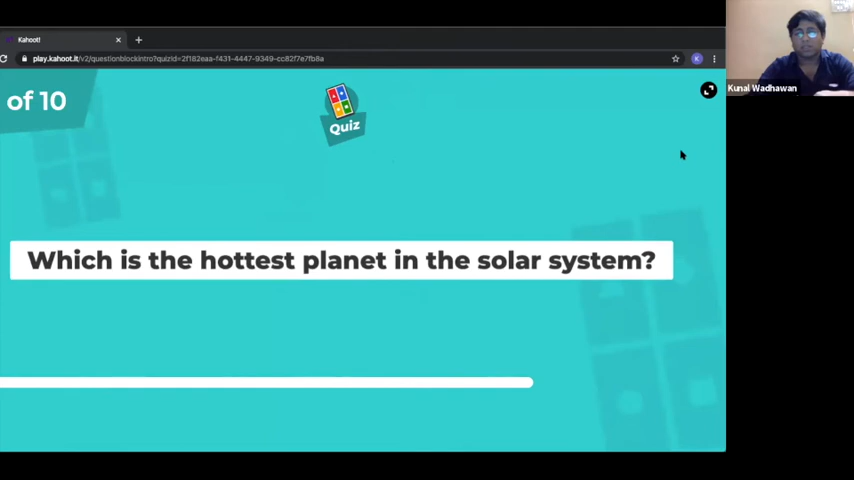 Kahoot!
play.kahoot.it/v2/questionblockintro?quizId=2f182eaa-f431-4447-9349-cc82f7e7fb8a
K
of 10
Quiz
Kunal Wadhawan
Which is the hottest planet in the solar system?